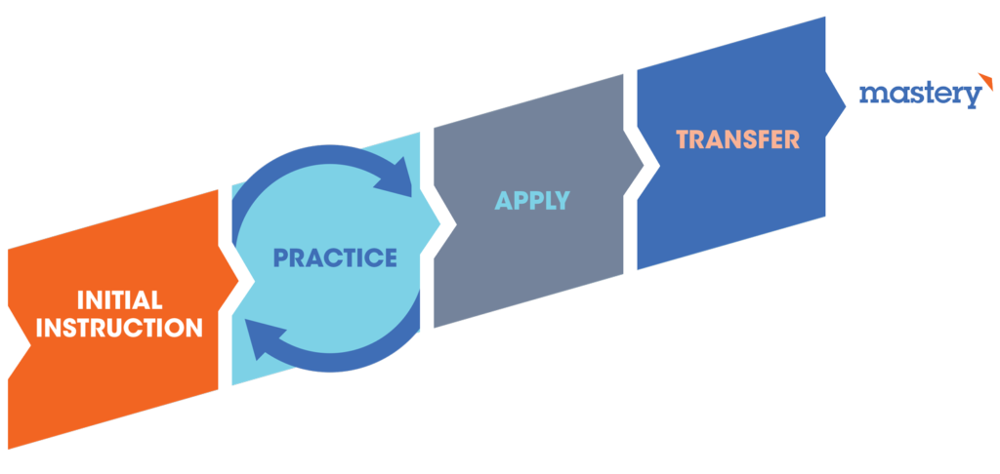 INITIAL
INSTRUCTION
PRACTICE
APPLY
TRANSFER
mastery